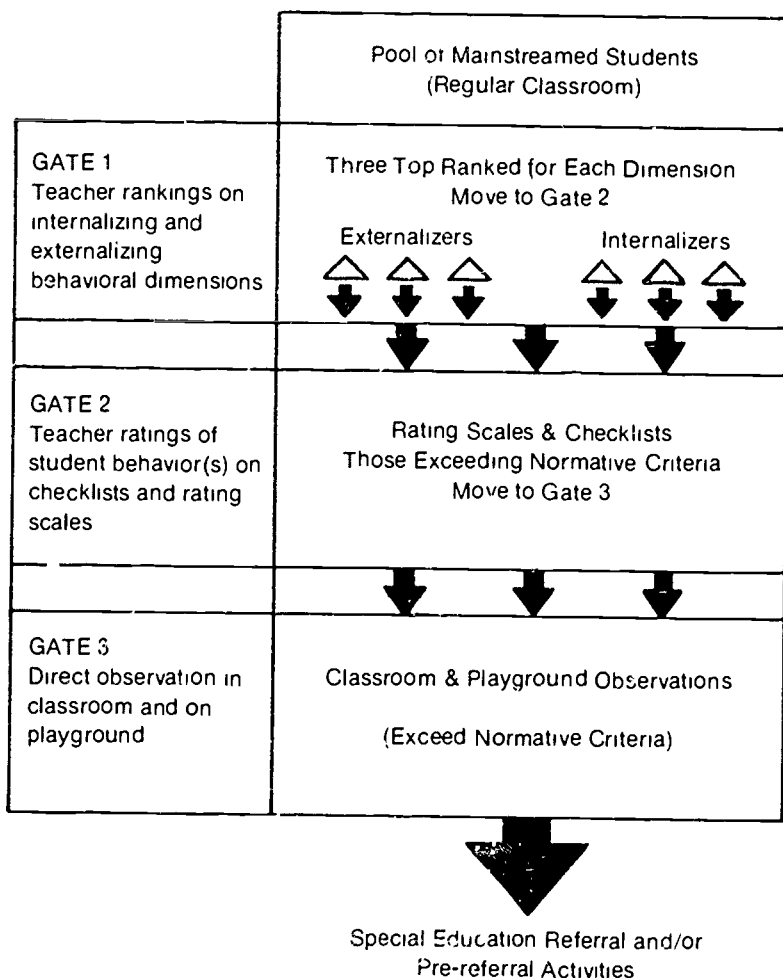 Pool of Mainstreamed Students
(Regular Classroom)
GATE 1
Teacher rankings on
internalizing and
externalizing
behavioral dimensions
Three Top Ranked for Each Dimension
Move to Gate 2
Externalizers
Internalizers
GATE 2
Teacher ratings of
student behavior(s) on
checklists and rating
scales
Rating Scales & Checklists
Those Exceeding Normative Criteria
Move to Gate 3
GATE 3
Direct observation in
classroom and on
playground
Classroom & Playground Observations
(Exceed Normative Criteria)
Special Education Referral and/or
Pre-referral Activities